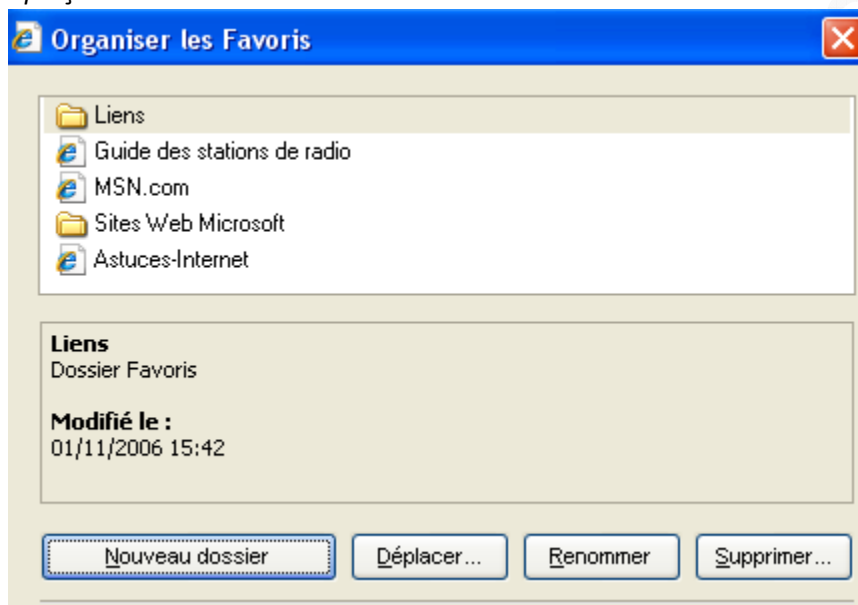 Organiser les Favoris
Liens
Guide des stations de radio
MSN.com
Sites Web Microsoft
Astuces-Internet
Liens
Dossier Favoris
Modifié le :
01/11/2006 15:42
Nouveau dossier Déplacer... Renommer Supprimer...